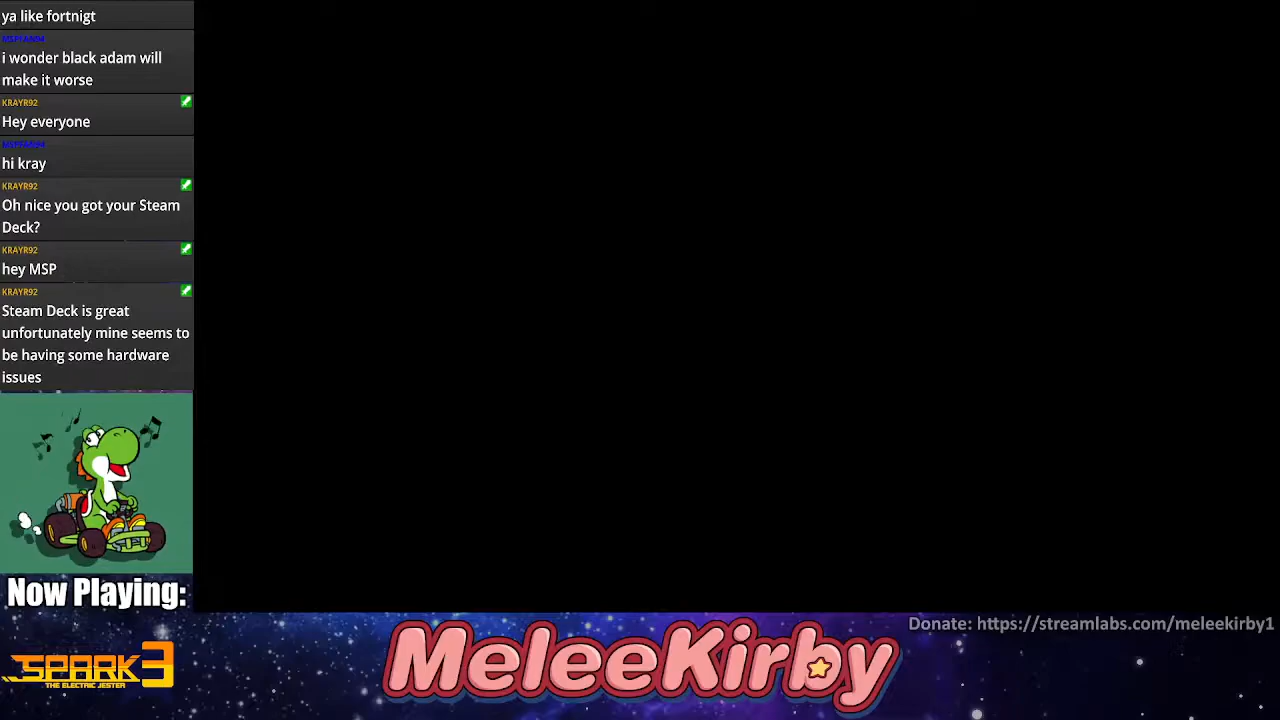 ya like fortnigt
i wonder black adam will
make it worse
KRAYR92
Hey everyone
hi kray
KRAYR92
Oh nice you got your Steam
Deck?
KRAYR92
hey MSP
KRAYR92
Steam Deck is great
unfortunately mine seems to
be having some hardware
issues
Now Playing:
SPARK 3
THE ELECTRIC JESTER
MeleeKirby
Donate: https://streamlabs.com/meleekirby1